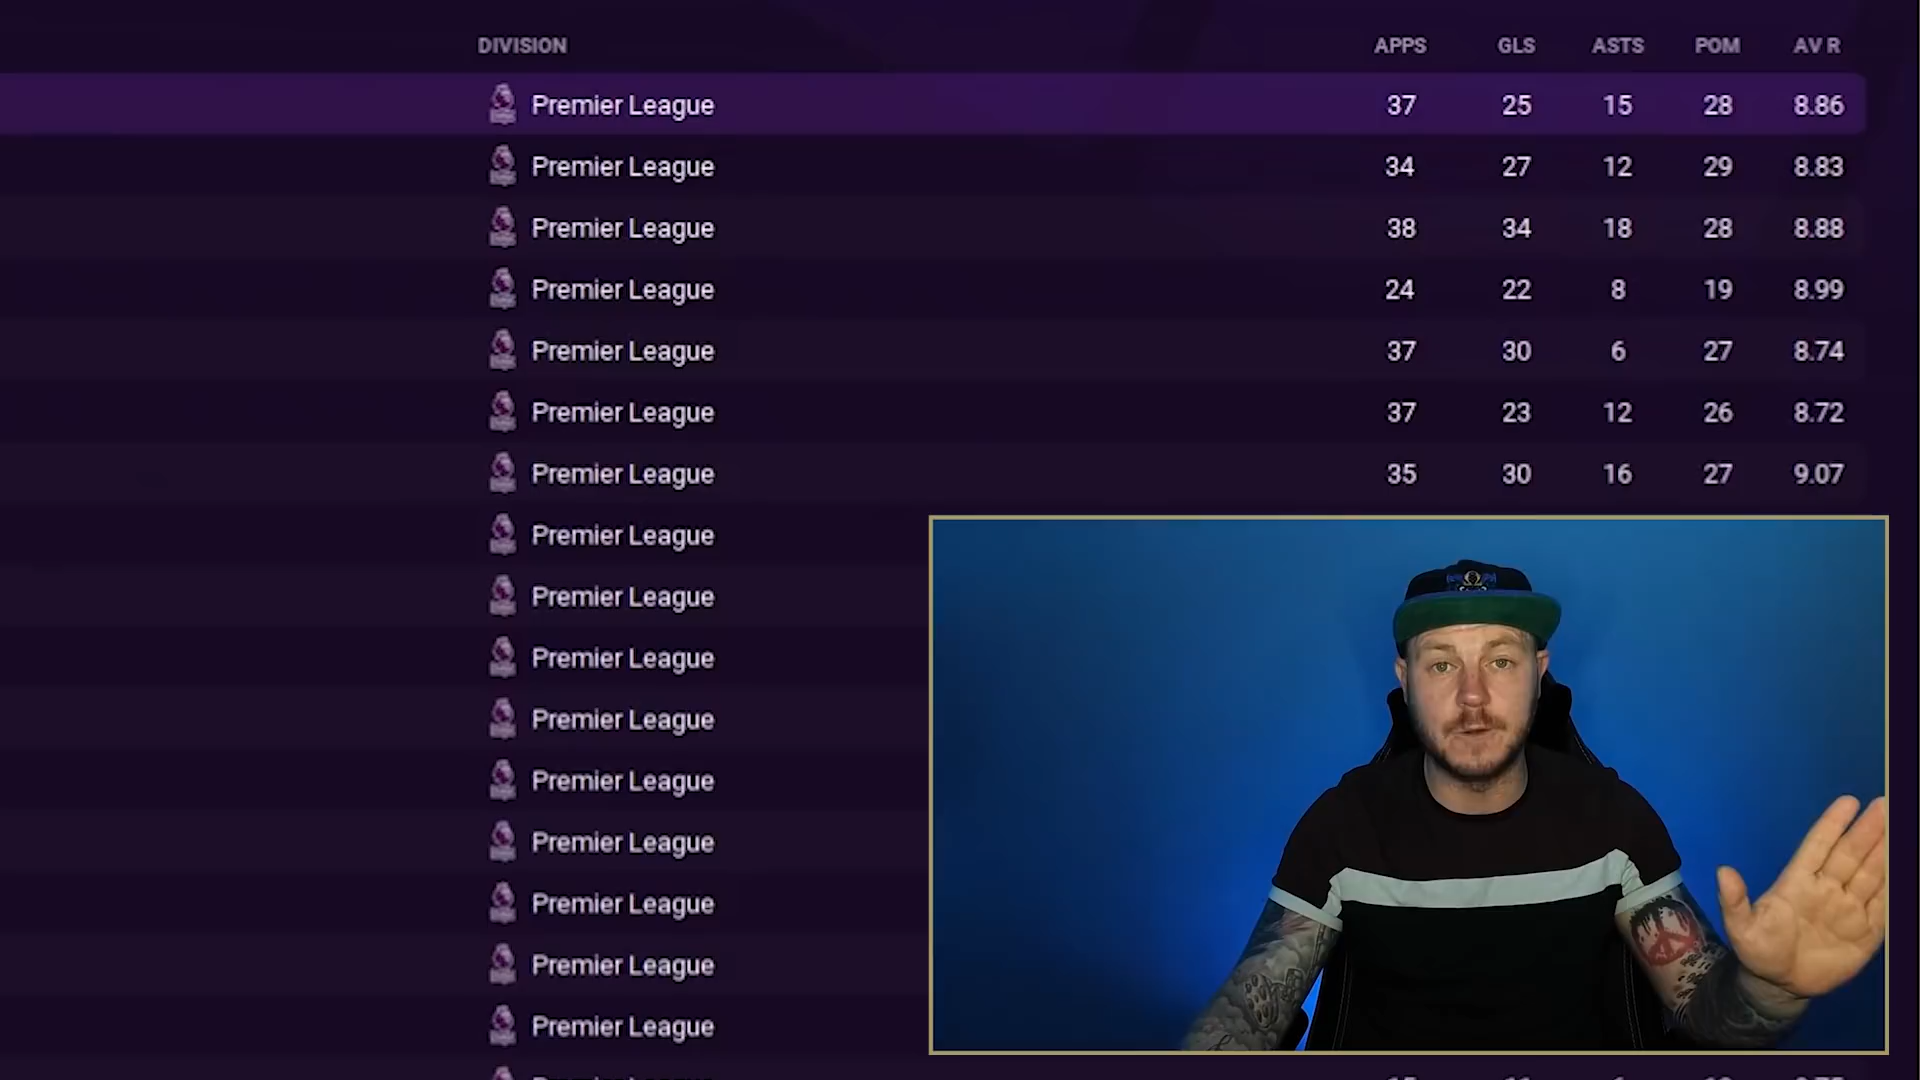 DIVISION APPS GLS ASTS POM AV R
Premier League 37 25 15 28 8.86
Premier League 34 27 12 29 8.83
Premier League 38 34 18 28 8.88
Premier League 24 22 8 19 8.99
Premier League 37 30 6 27 8.74
Premier League 37 23 12 26 8.72
Premier League 35 30 16 27 9.07
Premier League
Premier League
Premier League
Premier League
Premier League
Premier League
Premier League
Premier League
Premier League